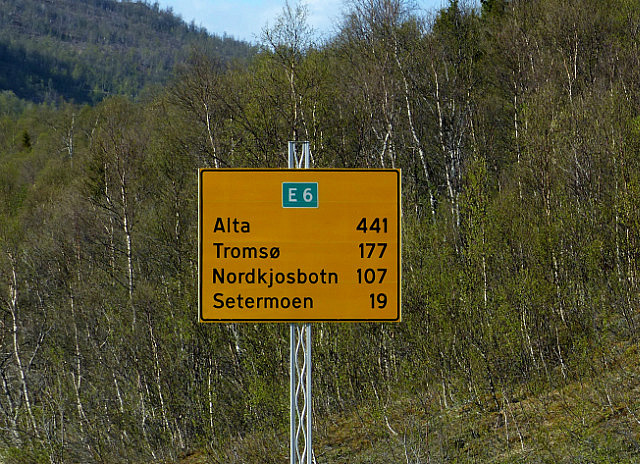 E 6
Alta 441
Tromsø 177
Nordkjosbotn 107
Setermoen 19